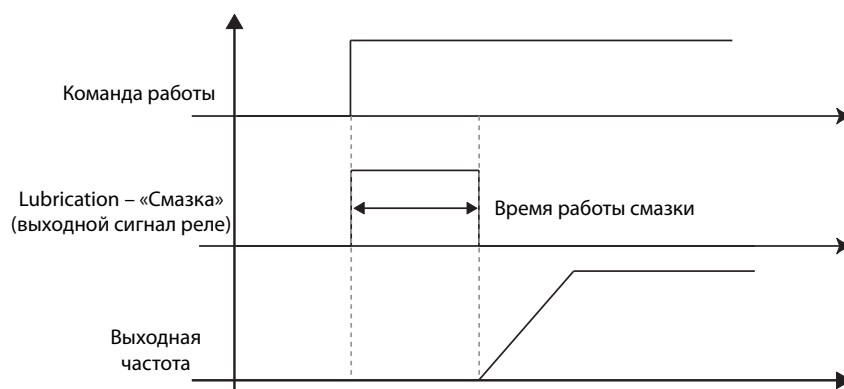 Команда работы
Lubrication – «Смазка»
(выходной сигнал реле)
Время работы смазки
Выходная
частота